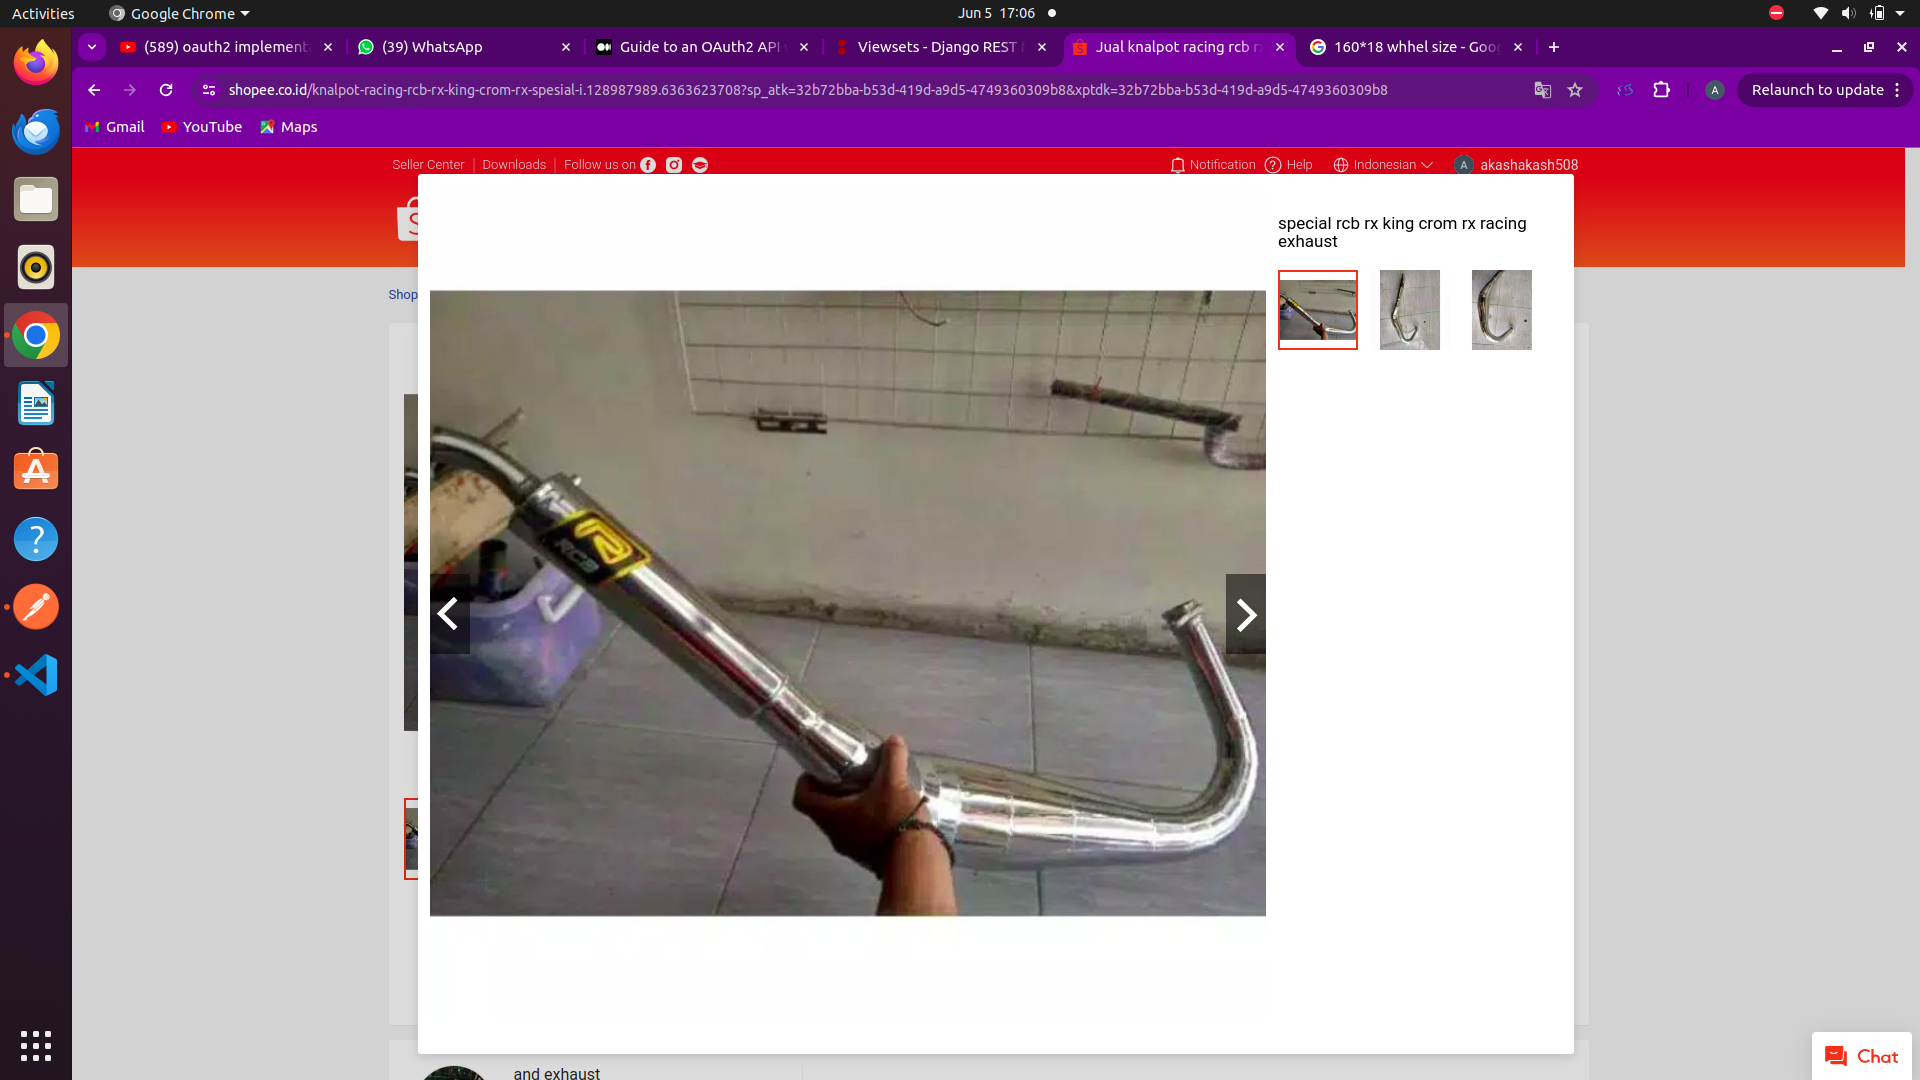 Activities
Google Chrome
Jun 5 17:06
(589) oauth2 implement
(39) WhatsApp
Guide to an OAuth2 API
Viewsets - Django REST
Jual knalpot racing rcb r
160*18 whhel size - Goo
shopee.co.id/knalpot-racing-rcb-rx-king-crom-rx-spesial-i.128987989.6363623708?sp_atk=32b72bba-b53d-419d-a9d5-4749360309b8&xptdk=32b72bba-b53d-419d-a9d5-4749360309b8
A
Relaunch to update
Gmail
YouTube
Maps
Seller Center
Downloads
Follow us on
Notification
Help
Indonesian
A
akashakash508
special rcb rx king crom rx racing
exhaust
Shop
RCB
and exhaust
Chat